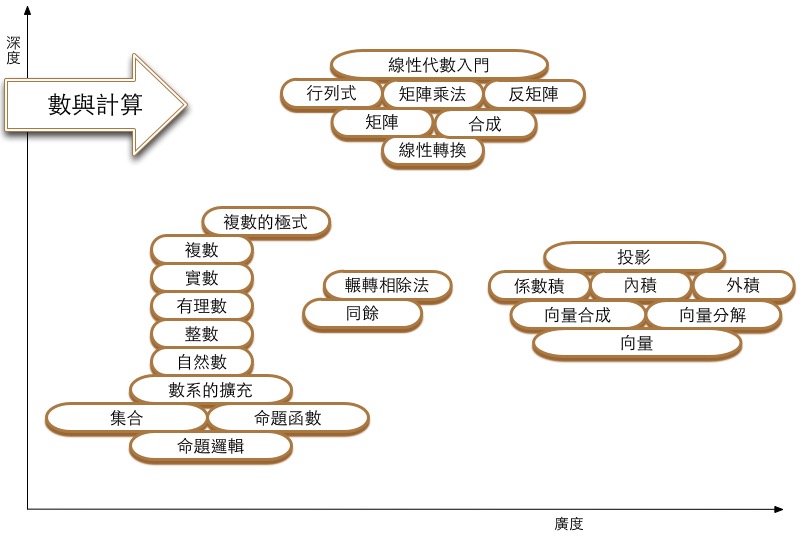 深度
數與計算
線性代數入門
行列式 矩陣乘法 反矩陣
矩陣 合成
線性轉換
複數的極式
複數
實數
有理數
整數
自然數
數系的擴充
集合 命題函數
命題邏輯
輾轉相除法
同餘
投影
係數積 內積 外積
向量合成 向量分解
向量
廣度